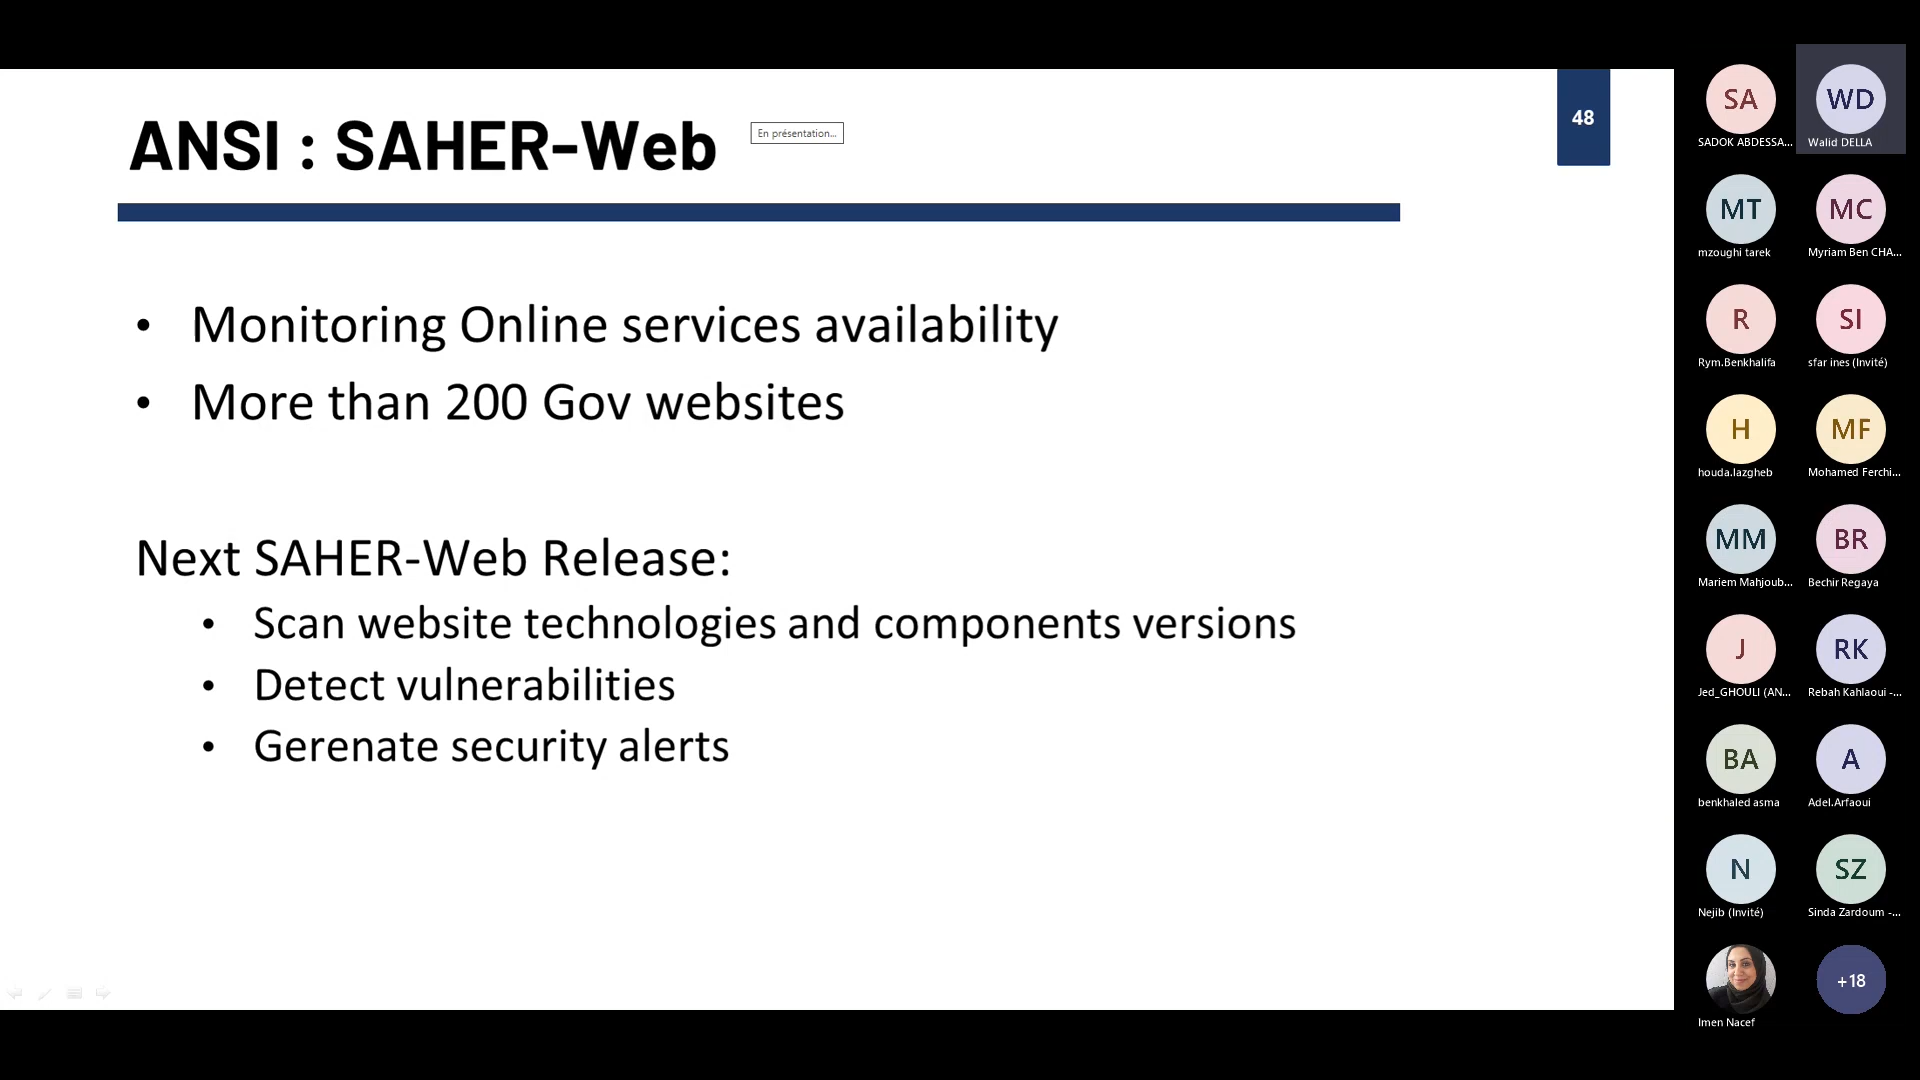 ANSI : SAHER-Web
En présentation...
48
• Monitoring Online services availability
• More than 200 Gov websites
Next SAHER-Web Release:
• Scan website technologies and components versions
• Detect vulnerabilities
• Gerenate security alerts
SA
SADOK ABDESSA...
WD
Walid DELLA
MT
mzoughi tarek
MC
Myriam Ben CHA...
R
Rym.Benkhalifa
SI
sfar ines (Invité)
H
houda.lazgheb
MF
Mohamed Ferchi...
MM
Mariem Mahjoub...
BR
Bechir Regaya
J
Jed_GHOULI (AN...
RK
Rebah Kahlaoui -...
BA
benkhaled asma
A
Adel.Arfaoui
N
Nejib (Invité)
SZ
Sinda Zardoum -...
Imen Nacef
+18